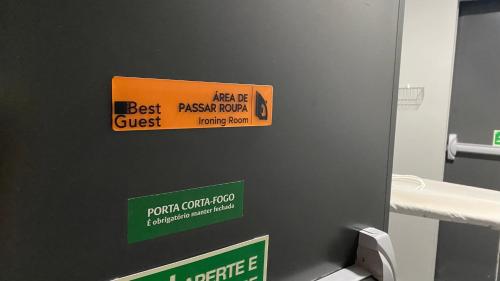 Best
Guest
ÁREA DE
PASSAR ROUPA
Ironing Room
PORTA CORTA-FOGO
É obrigatório manter fechada
APERTE E